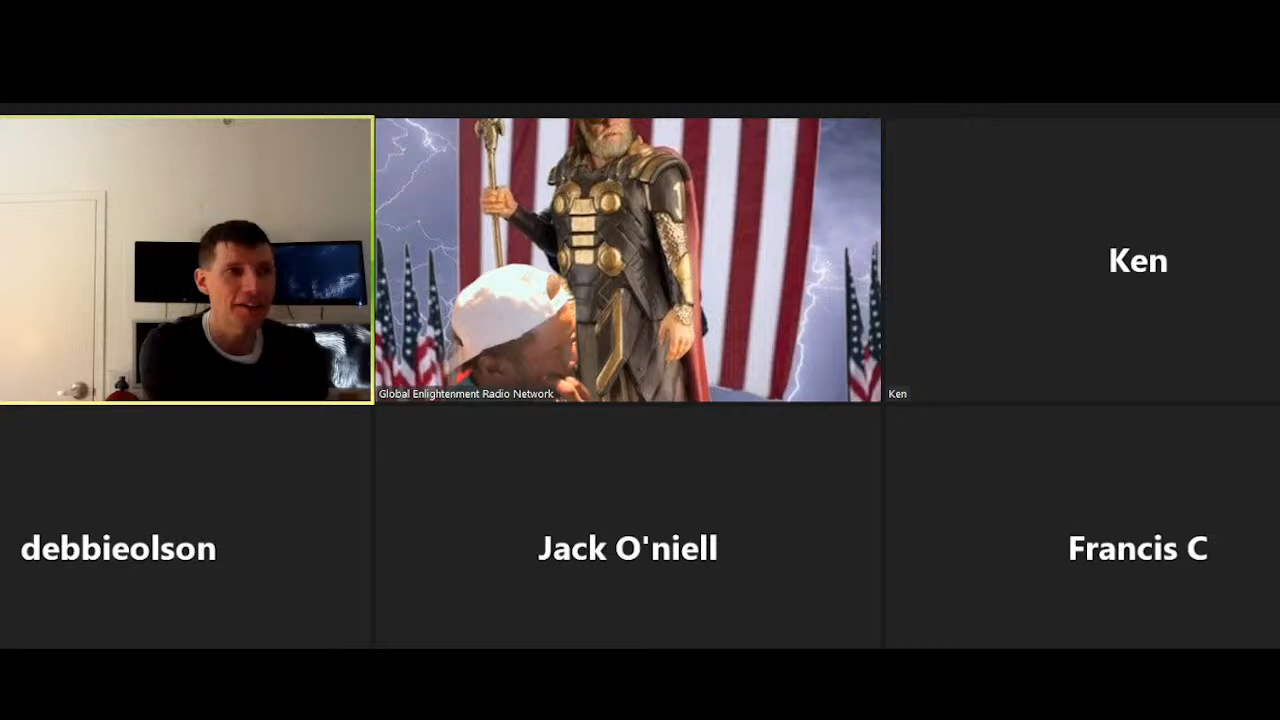 Global Enlightenment Radio Network
Ken
Ken
debbieolson
Jack O'niell
Francis C